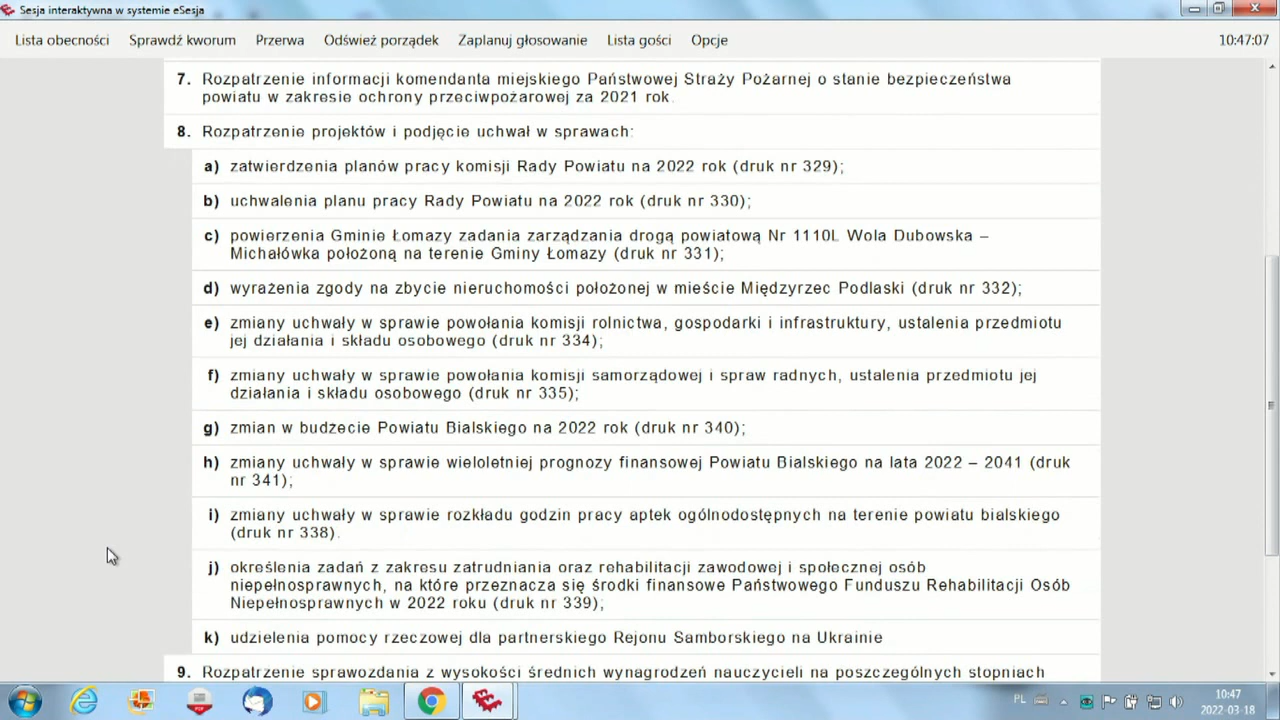 Sesja interaktywna w systemie eSesja
Lista obecności Sprawdź kworum Przerwa Odśwież porządek Zaplanuj głosowanie Lista gości Opcje 10:47:07
7. Rozpatrzenie informacji komendanta miejskiego Państwowej Straży Pożarnej o stanie bezpieczeństwa
powiatu w zakresie ochrony przeciwpożarowej za 2021 rok.
8. Rozpatrzenie projektów i podjęcie uchwał w sprawach:
a) zatwierdzenia planów pracy komisji Rady Powiatu na 2022 rok (druk nr 329);
b) uchwalenia planu pracy Rady Powiatu na 2022 rok (druk nr 330);
c) powierzenia Gminie Łomazy zadania zarządzania drogą powiatową Nr 1110L Wola Dubowska –
Michałówka położoną na terenie Gminy Łomazy (druk nr 331);
d) wyrażenia zgody na zbycie nieruchomości położonej w mieście Międzyrzec Podlaski (druk nr 332);
e) zmiany uchwały w sprawie powołania komisji rolnictwa, gospodarki i infrastruktury, ustalenia przedmiotu
jej działania i składu osobowego (druk nr 334);
f) zmiany uchwały w sprawie powołania komisji samorządowej i spraw radnych, ustalenia przedmiotu jej
działania i składu osobowego (druk nr 335);
g) zmian w budżecie Powiatu Bialskiego na 2022 rok (druk nr 340);
h) zmiany uchwały w sprawie wieloletniej prognozy finansowej Powiatu Bialskiego na lata 2022 – 2041 (druk
nr 341);
i) zmiany uchwały w sprawie rozkładu godzin pracy aptek ogólnodostępnych na terenie powiatu bialskiego
(druk nr 338).
j) określenia zadań z zakresu zatrudniania oraz rehabilitacji zawodowej i społecznej osób
niepełnosprawnych, na które przeznacza się środki finansowe Państwowego Funduszu Rehabilitacji Osób
Niepełnosprawnych w 2022 roku (druk nr 339);
k) udzielenia pomocy rzeczowej dla partnerskiego Rejonu Samborskiego na Ukrainie
9. Rozpatrzenie sprawozdania z wysokości średnich wynagrodzeń nauczycieli na poszczególnych stopniach
PL 10:47
2022-03-18